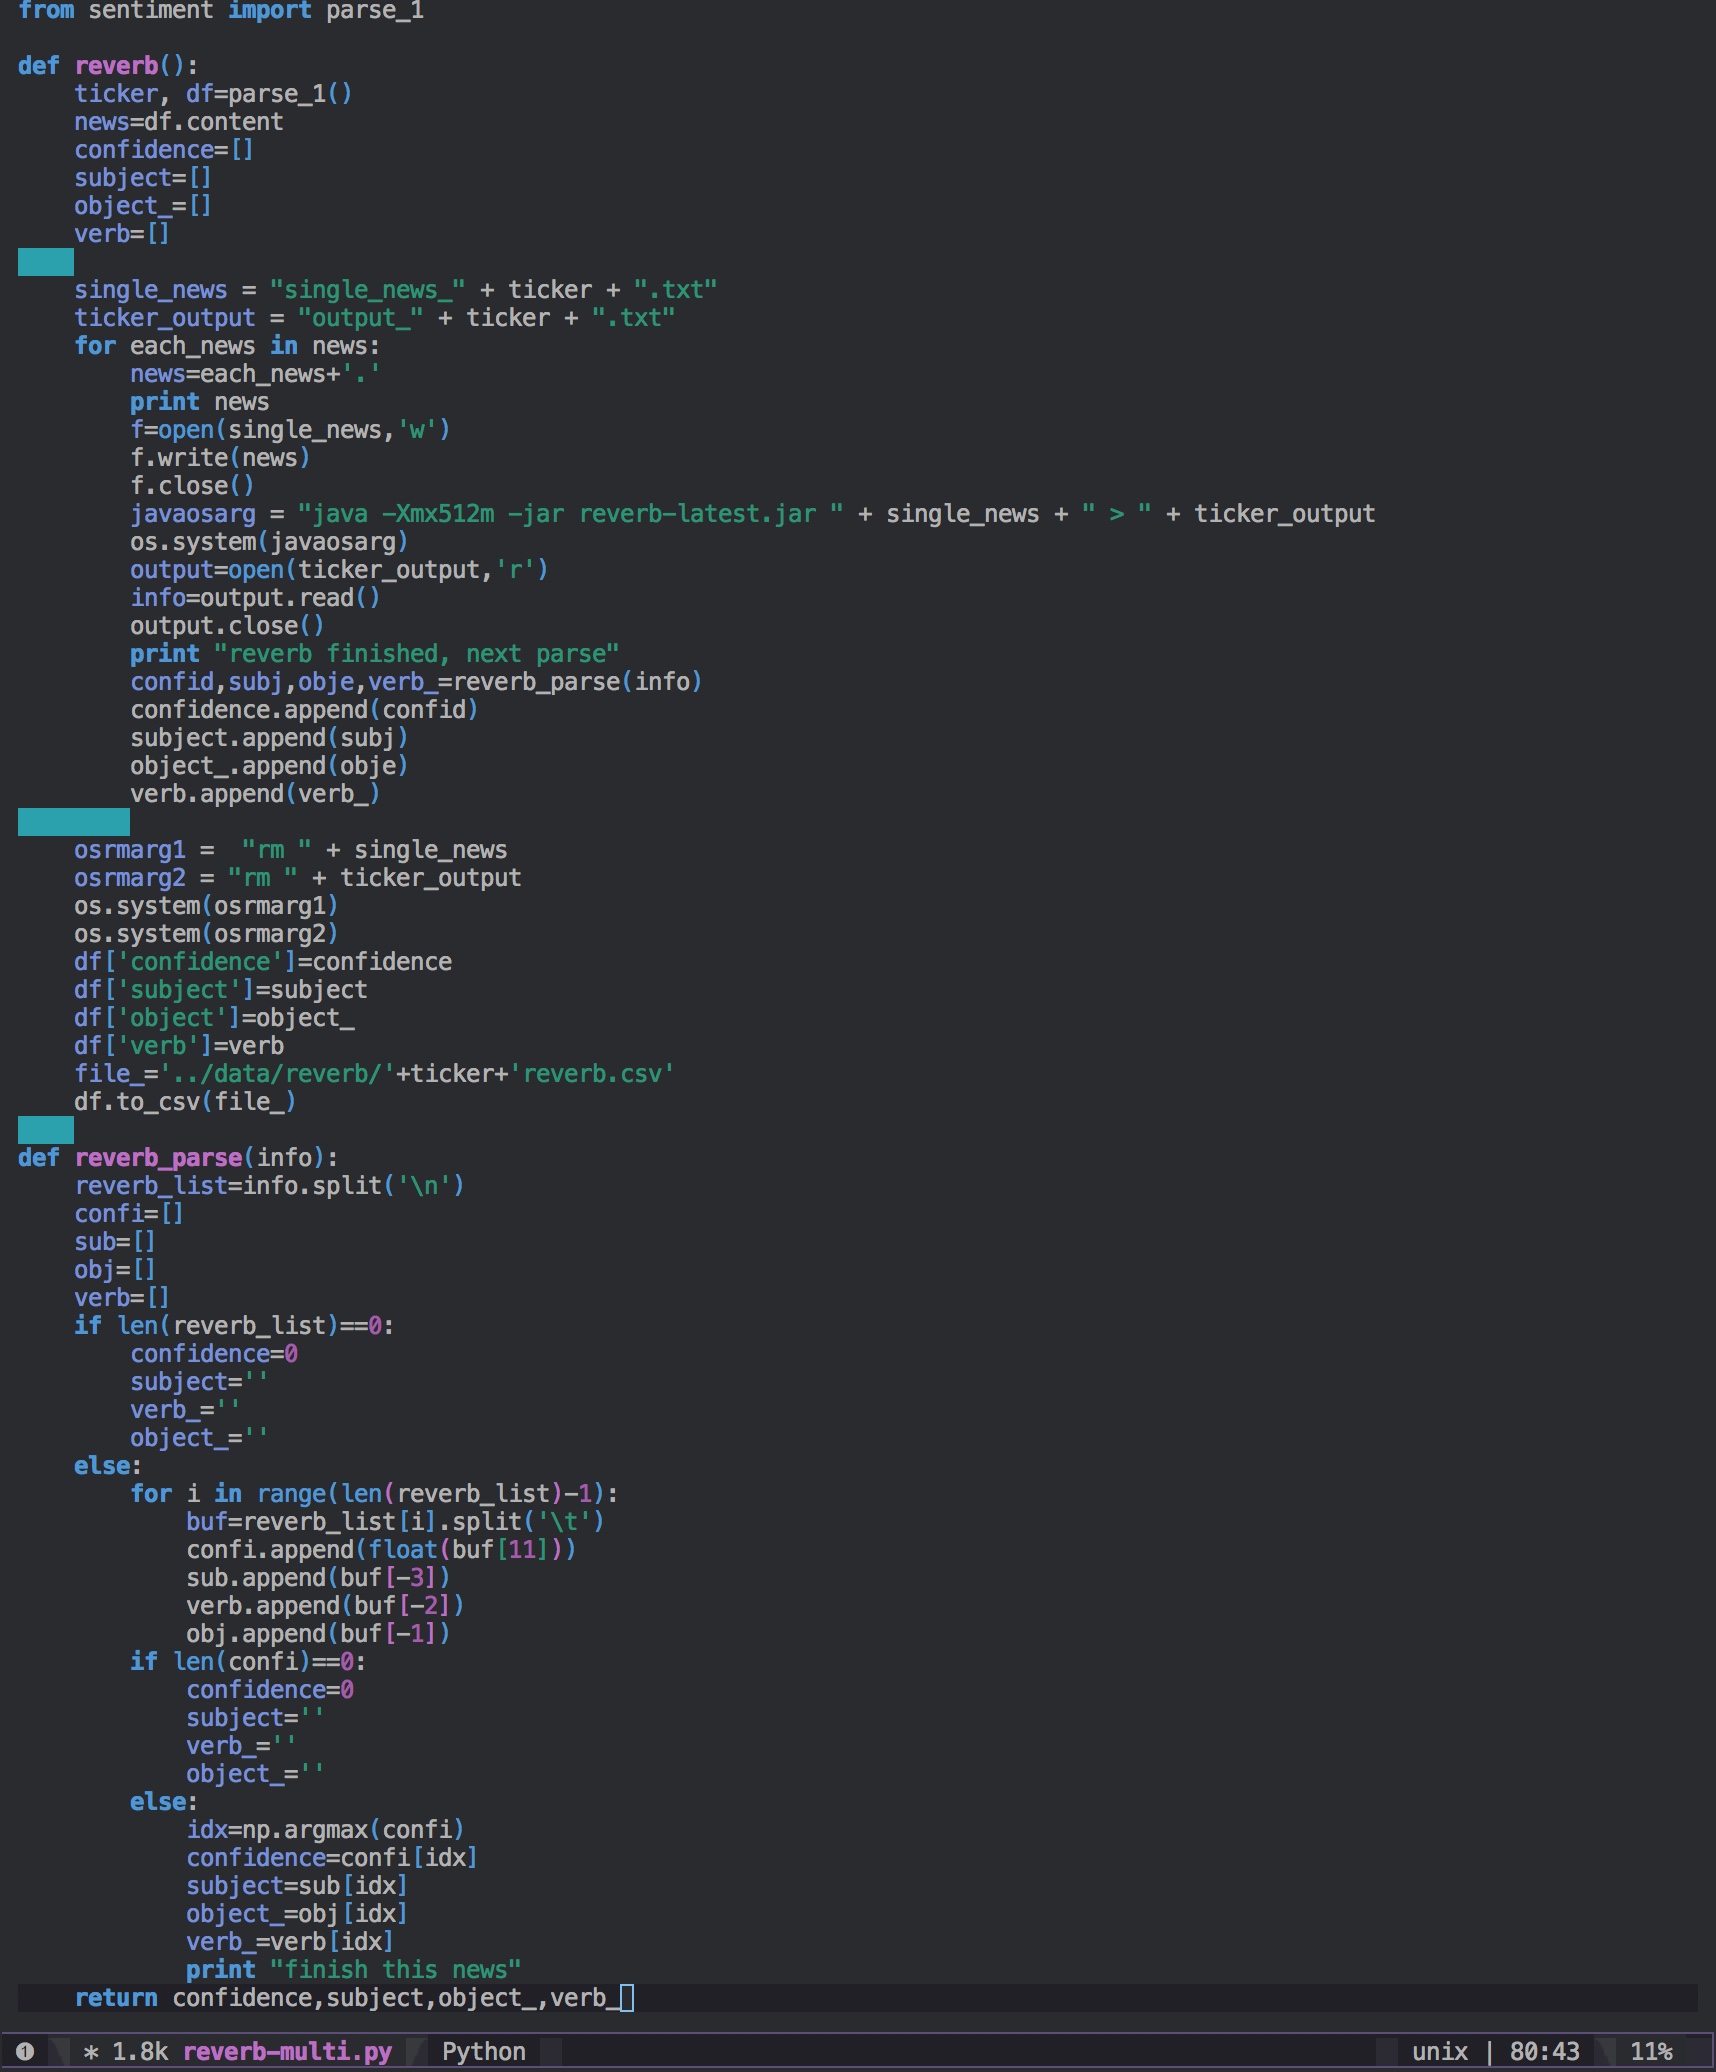 from sentiment import parse_1
def reverb():
    ticker, df=parse_1()
    news=df.content
    confidence=[]
    subject=[]
    object_=[]
    verb=[]
    single_news = "single_news_" + ticker + ".txt"
    ticker_output = "output_" + ticker + ".txt"
    for each_news in news:
        news=each_news+'.'
        print news
        f=open(single_news,'w')
        f.write(news)
        f.close()
        javaosarg = "java -Xmx512m -jar reverb-latest.jar " + single_news + " > " + ticker_output
        os.system(javaosarg)
        output=open(ticker_output,'r')
        info=output.read()
        output.close()
        print "reverb finished, next parse"
        confid,subj,obje,verb_=reverb_parse(info)
        confidence.append(confid)
        subject.append(subj)
        object_.append(obje)
        verb.append(verb_)
    osrmarg1 =  "rm " + single_news
    osrmarg2 = "rm " + ticker_output
    os.system(osrmarg1)
    os.system(osrmarg2)
    df['confidence']=confidence
    df['subject']=subject
    df['object']=object_
    df['verb']=verb
    file_='../data/reverb/'+ticker+'reverb.csv'
    df.to_csv(file_)
def reverb_parse(info):
    reverb_list=info.split('\n')
    confi=[]
    sub=[]
    obj=[]
    verb=[]
    if len(reverb_list)==0:
        confidence=0
        subject=''
        verb_=''
        object_=''
    else:
        for i in range(len(reverb_list)-1):
            buf=reverb_list[i].split('\t')
            confi.append(float(buf[11]))
            sub.append(buf[-3])
            verb.append(buf[-2])
            obj.append(buf[-1])
        if len(confi)==0:
            confidence=0
            subject=''
            verb_=''
            object_=''
        else:
            idx=np.argmax(confi)
            confidence=confi[idx]
            subject=sub[idx]
            object_=obj[idx]
            verb_=verb[idx]
            print "finish this news"
    return confidence,subject,object_,verb_
❶ * 1.8k reverb-multi.py Python unix | 80:43 11%